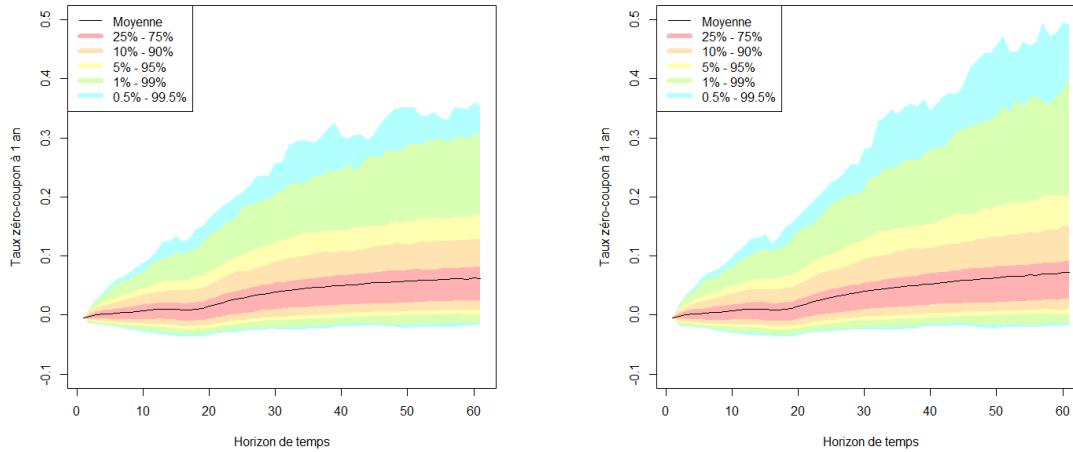 Moyenne
25% - 75%
10% - 90%
5% - 95%
1% - 99%
0.5% - 99.5%
Taux zéro-coupon à 1 an
0.5
0.4
0.3
0.2
0.1
0.0
-0.1
0 10 20 30 40 50 60
Horizon de temps
Moyenne
25% - 75%
10% - 90%
5% - 95%
1% - 99%
0.5% - 99.5%
Taux zéro-coupon à 1 an
0.5
0.4
0.3
0.2
0.1
0.0
-0.1
0 10 20 30 40 50 60
Horizon de temps